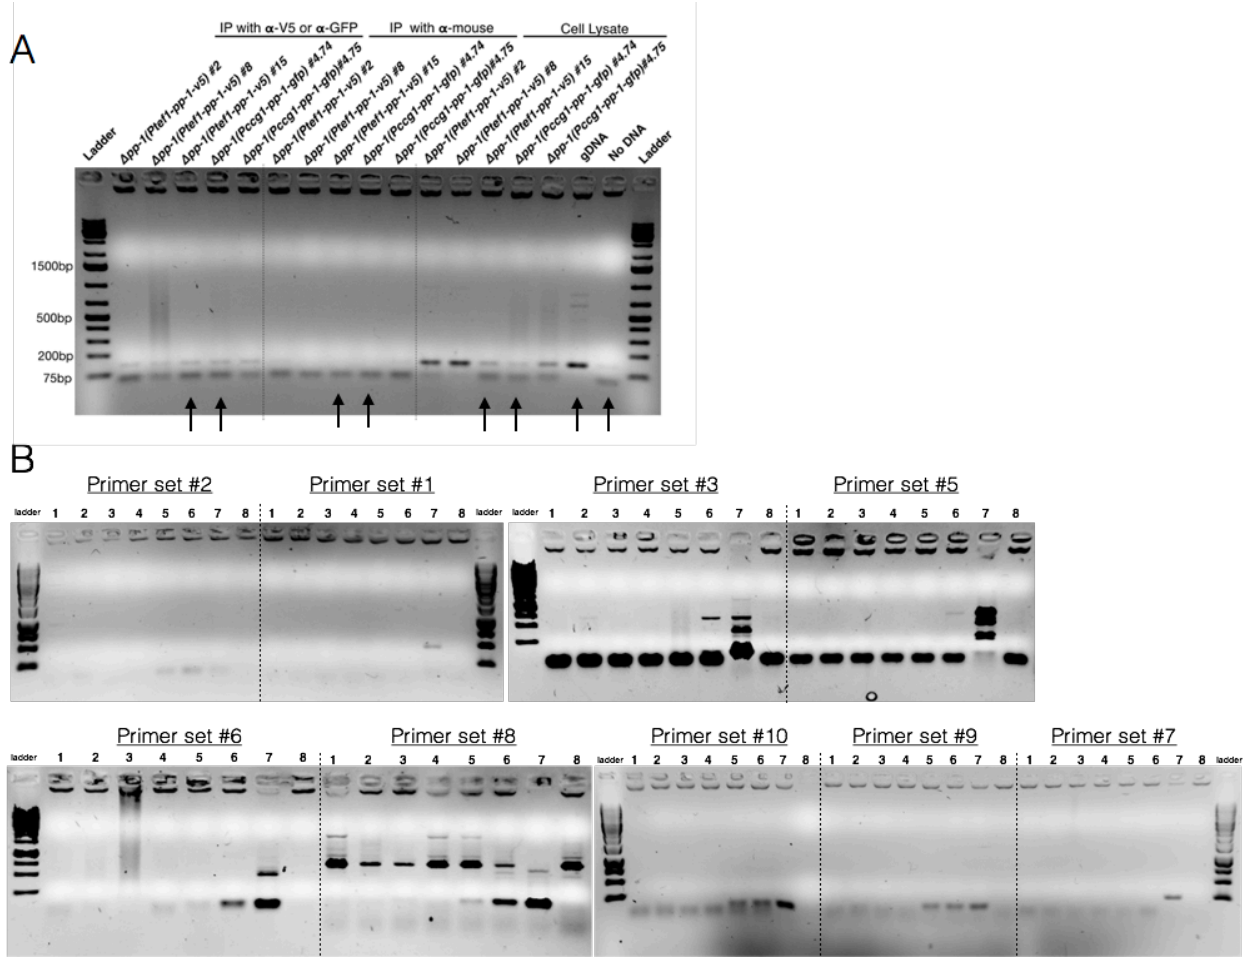 A
IP with α-V5 or α-GFP IP with α-mouse Cell Lysate
Ladder
Δpp-1(Ptef1-pp-1-v5) #2
Δpp-1(Ptef1-pp-1-v5) #8
Δpp-1(Ptef1-pp-1-v5) #15
Δpp-1(Pccg1-pp-1-gfp) #4.74
Δpp-1(Pccg1-pp-1-gfp)#4.75
Δpp-1(Ptef1-pp-1-v5) #2
Δpp-1(Ptef1-pp-1-v5) #8
Δpp-1(Ptef1-pp-1-v5) #15
Δpp-1(Pccg1-pp-1-gfp) #4.74
Δpp-1(Pccg1-pp-1-gfp)#4.75
Δpp-1(Ptef1-pp-1-v5) #2
Δpp-1(Ptef1-pp-1-v5) #8
Δpp-1(Ptef1-pp-1-v5) #15
Δpp-1(Pccg1-pp-1-gfp) #4.74
Δpp-1(Pccg1-pp-1-gfp)#4.75
gDNA
No DNA
Ladder
1500bp
500bp
200bp
75bp
B
Primer set #2 Primer set #1 Primer set #3 Primer set #5
ladder 1 2 3 4 5 6 7 8 1 2 3 4 5 6 7 8 ladder ladder 1 2 3 4 5 6 7 8 1 2 3 4 5 6 7 8
Primer set #6 Primer set #8 Primer set #10 Primer set #9 Primer set #7
ladder 1 2 3 4 5 6 7 8 1 2 3 4 5 6 7 8 ladder 1 2 3 4 5 6 7 8 1 2 3 4 5 6 7 8 1 2 3 4 5 6 7 8 ladder